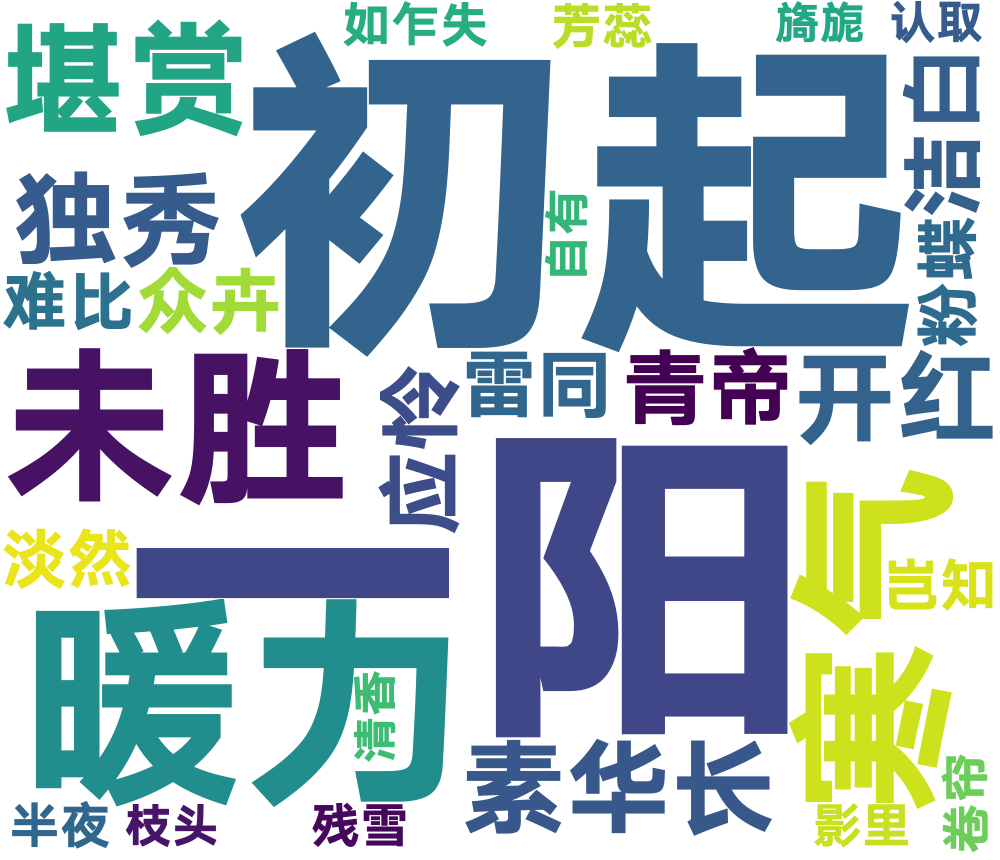 如乍失
芳蕊
旖旎
认取
堪赏
初起
洁白
独秀
自有
粉蝶
难比
众卉
未胜
应怜
雷同
青帝
开红
一阳
寒气
淡然
岂知
暖力
清香
素华长
卷帘
半夜
枝头
残雪
影里